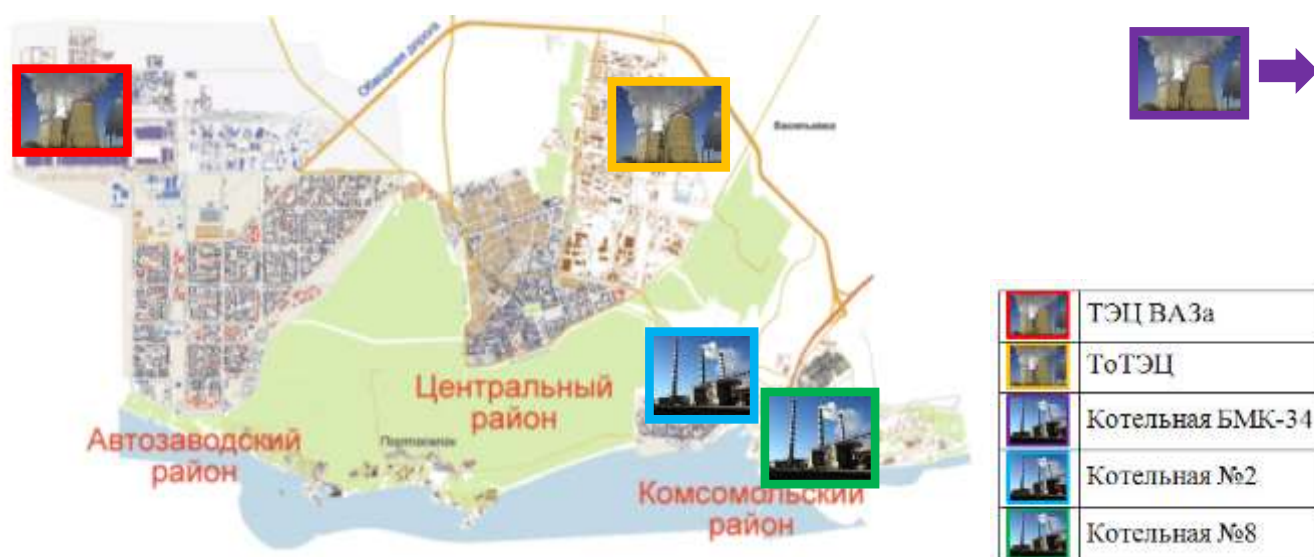 Обводная дорога
Васильевка
Центральный
район
Автозаводский
район
Портпоселок
Комсомольский
район
ТЭЦ ВАЗа
ТоТЭЦ
Котельная БМК-34
Котельная №2
Котельная №8